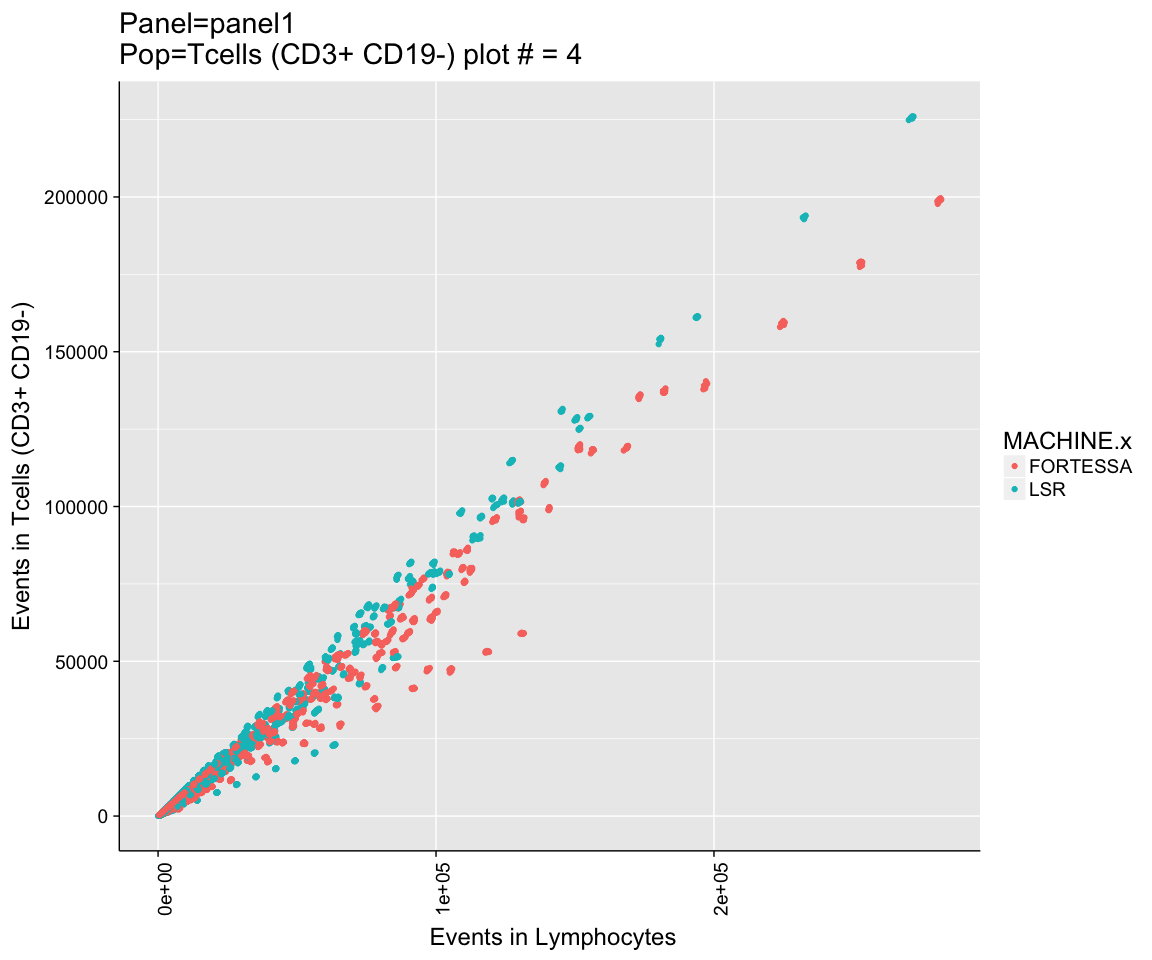 Panel=panel1
Pop=Tcells (CD3+ CD19-) plot # = 4
Events in Tcells (CD3+ CD19-)
200000
150000
100000
50000
0
0e+00
1e+05
2e+05
Events in Lymphocytes
MACHINE.x
FORTESSA
LSR